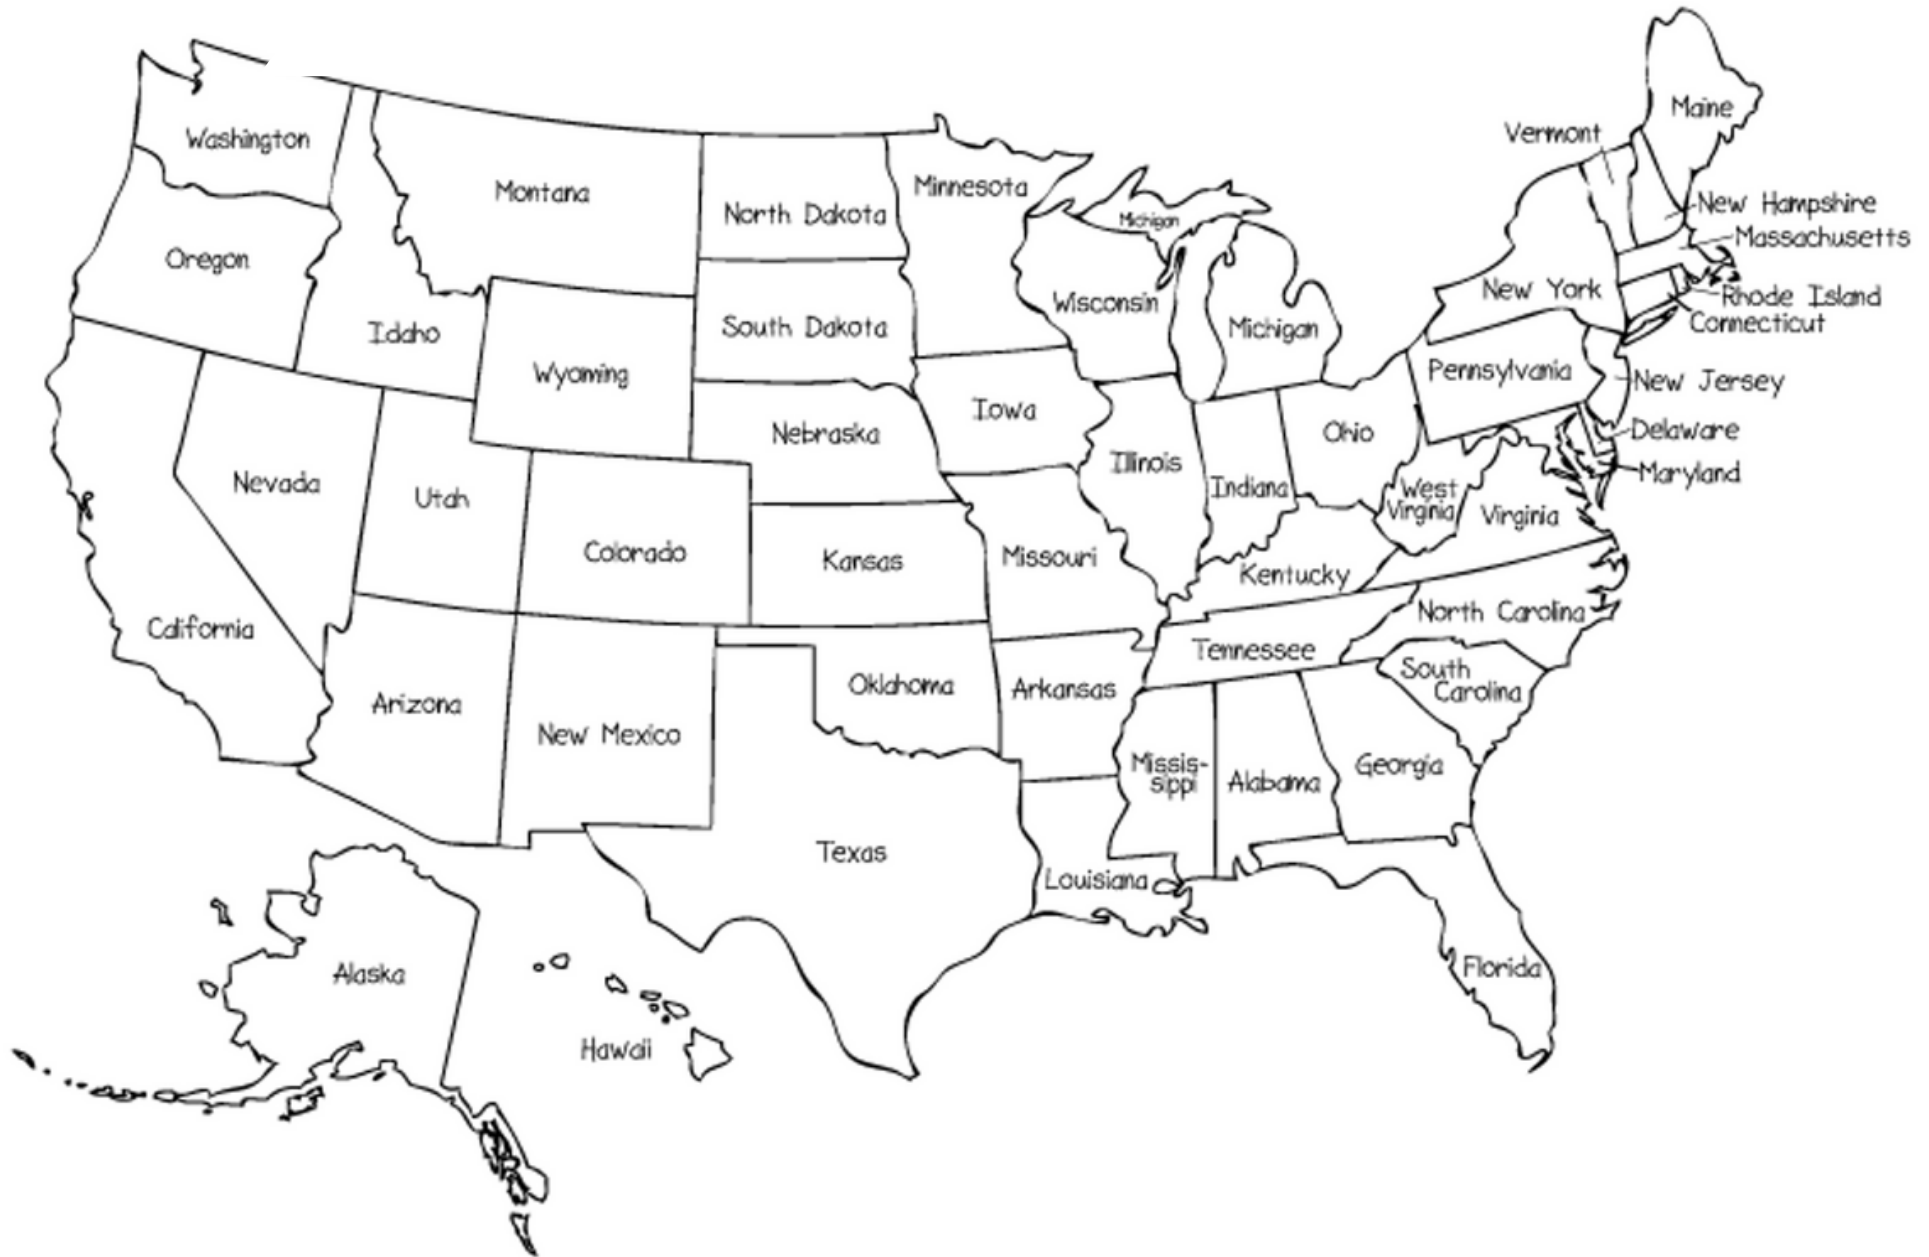 Maine
Vermont
Washington
Montana
Minnesota
North Dakota
New Hampshire
Michigan
Massachusetts
Oregon
New York
Rhode Island
Wisconsin
Connecticut
South Dakota
Michigan
Idaho
Pennsylvania
Wyoming
New Jersey
Iowa
Ohio
Delaware
Nebraska
Illinois
Maryland
Nevada
Indiana
West
Virginia
Utah
Virginia
Colorado
Missouri
Kansas
Kentucky
North Carolina
California
Tennessee
South
Carolina
Oklahoma
Arkansas
Arizona
New Mexico
Missis-
sippi
Georgia
Alabama
Texas
Louisiana
Florida
Alaska
Hawaii